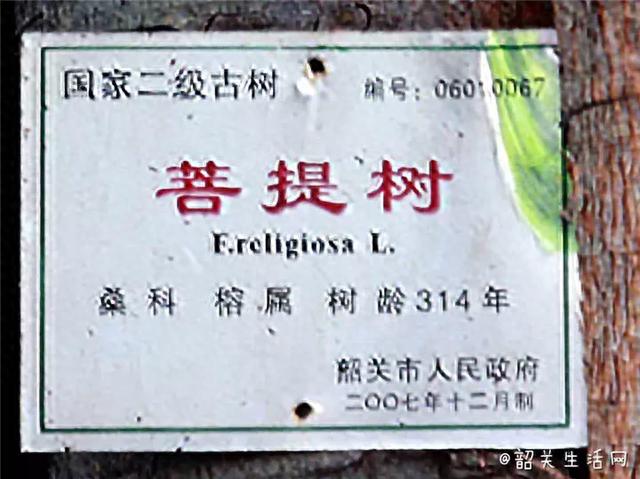 国家二级古树 编号:06010067
菩提树
F.religiosa L.
桑科 榕属 树龄314年
韶关市人民政府
二〇〇七年十二月制
@韶关生活网